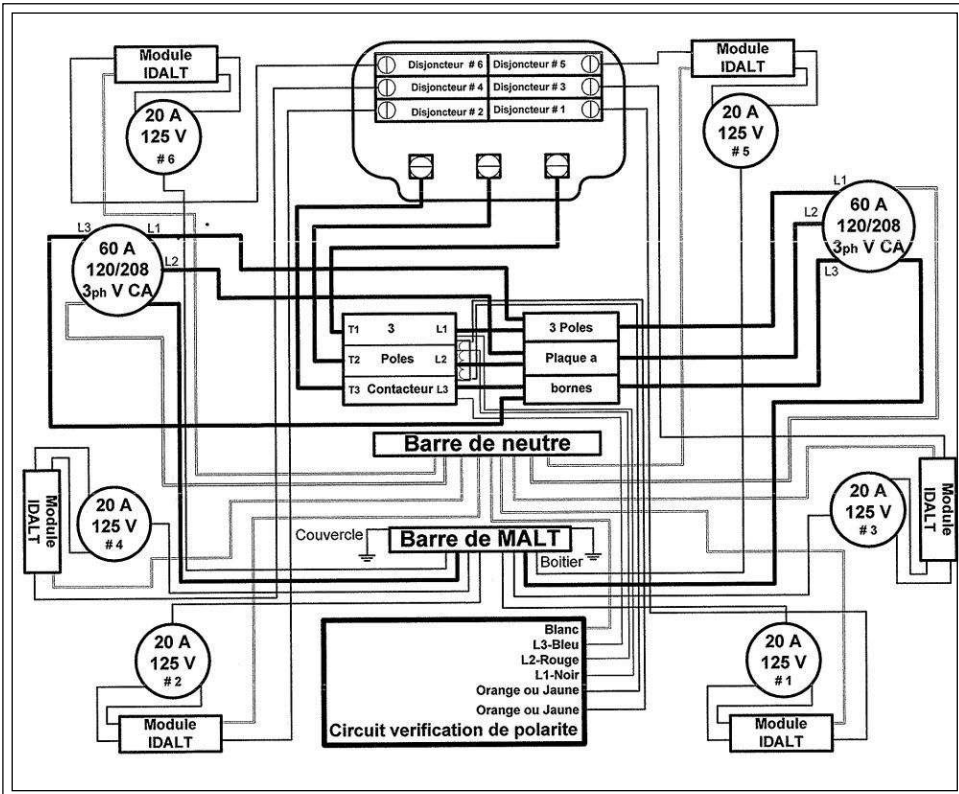 Module
IDALT
20 A
125 V
# 6
Disjoncteur # 6
Disjoncteur # 5
Disjoncteur # 4
Disjoncteur # 3
Disjoncteur # 2
Disjoncteur # 1
Module
IDALT
20 A
125 V
# 5
L3
L1
L2
60 A
120/208
3ph V CA
L1
L2
L3
60 A
120/208
3ph V CA
T1 3 L1
T2 Poles L2
T3 Contacteur L3
3 Poles
Plaque a
bornes
Barre de neutre
Module
IDALT
20 A
125 V
# 4
Couvercle
Barre de MALT
Boitier
20 A
125 V
# 3
Module
IDALT
20 A
125 V
# 2
Module
IDALT
Blanc
L3-Bleu
L2-Rouge
L1-Noir
Orange ou Jaune
Orange ou Jaune
Circuit verification de polarite
20 A
125 V
# 1
Module
IDALT